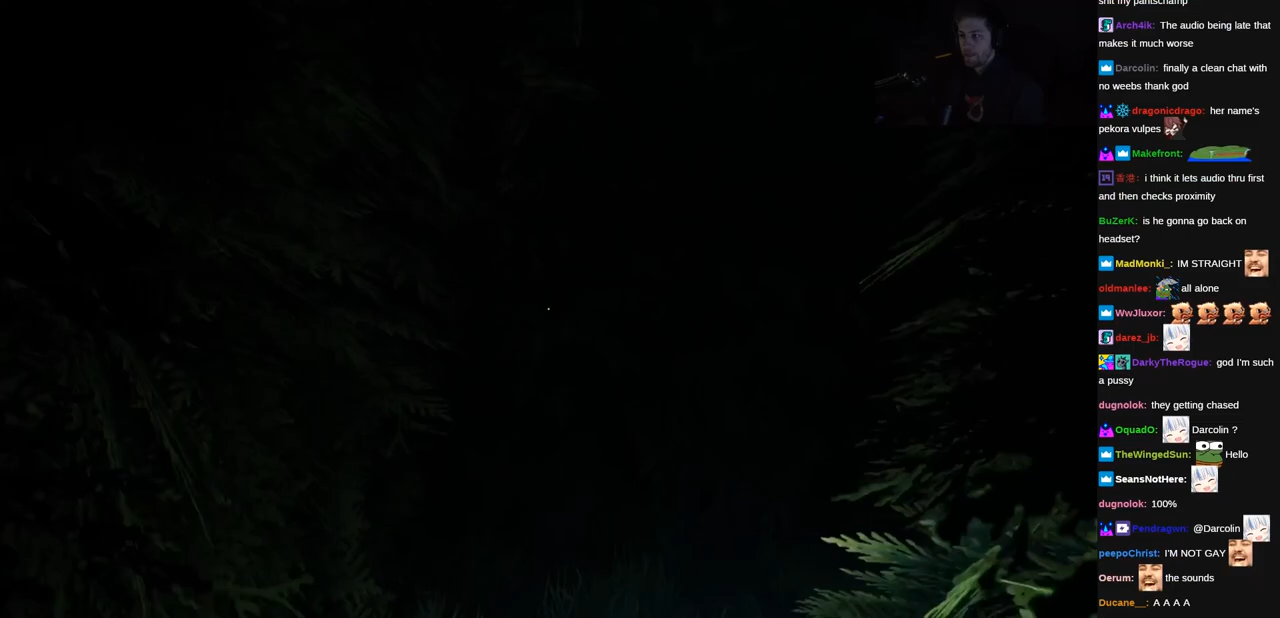 shit my pantschamp
Arch4ik: The audio being late that
makes it much worse
Darcolin: finally a clean chat with
no weebs thank god
dragonicdrago: her name's
pekora vulpes
Makefront:
香港: i think it lets audio thru first
and then checks proximity
BuZerK: is he gonna go back on
headset?
MadMonki_: IM STRAIGHT
oldmanlee: all alone
WwJluxor:
darez_jb:
DarkyTheRogue: god I'm such
a pussy
dugnolok: they getting chased
OquadO: Darcolin ?
TheWingedSun: Hello
SeansNotHere:
dugnolok: 100%
Pendragwn: @Darcolin
peepoChrist: I'M NOT GAY
Oerum: the sounds
Ducane__: A A A A